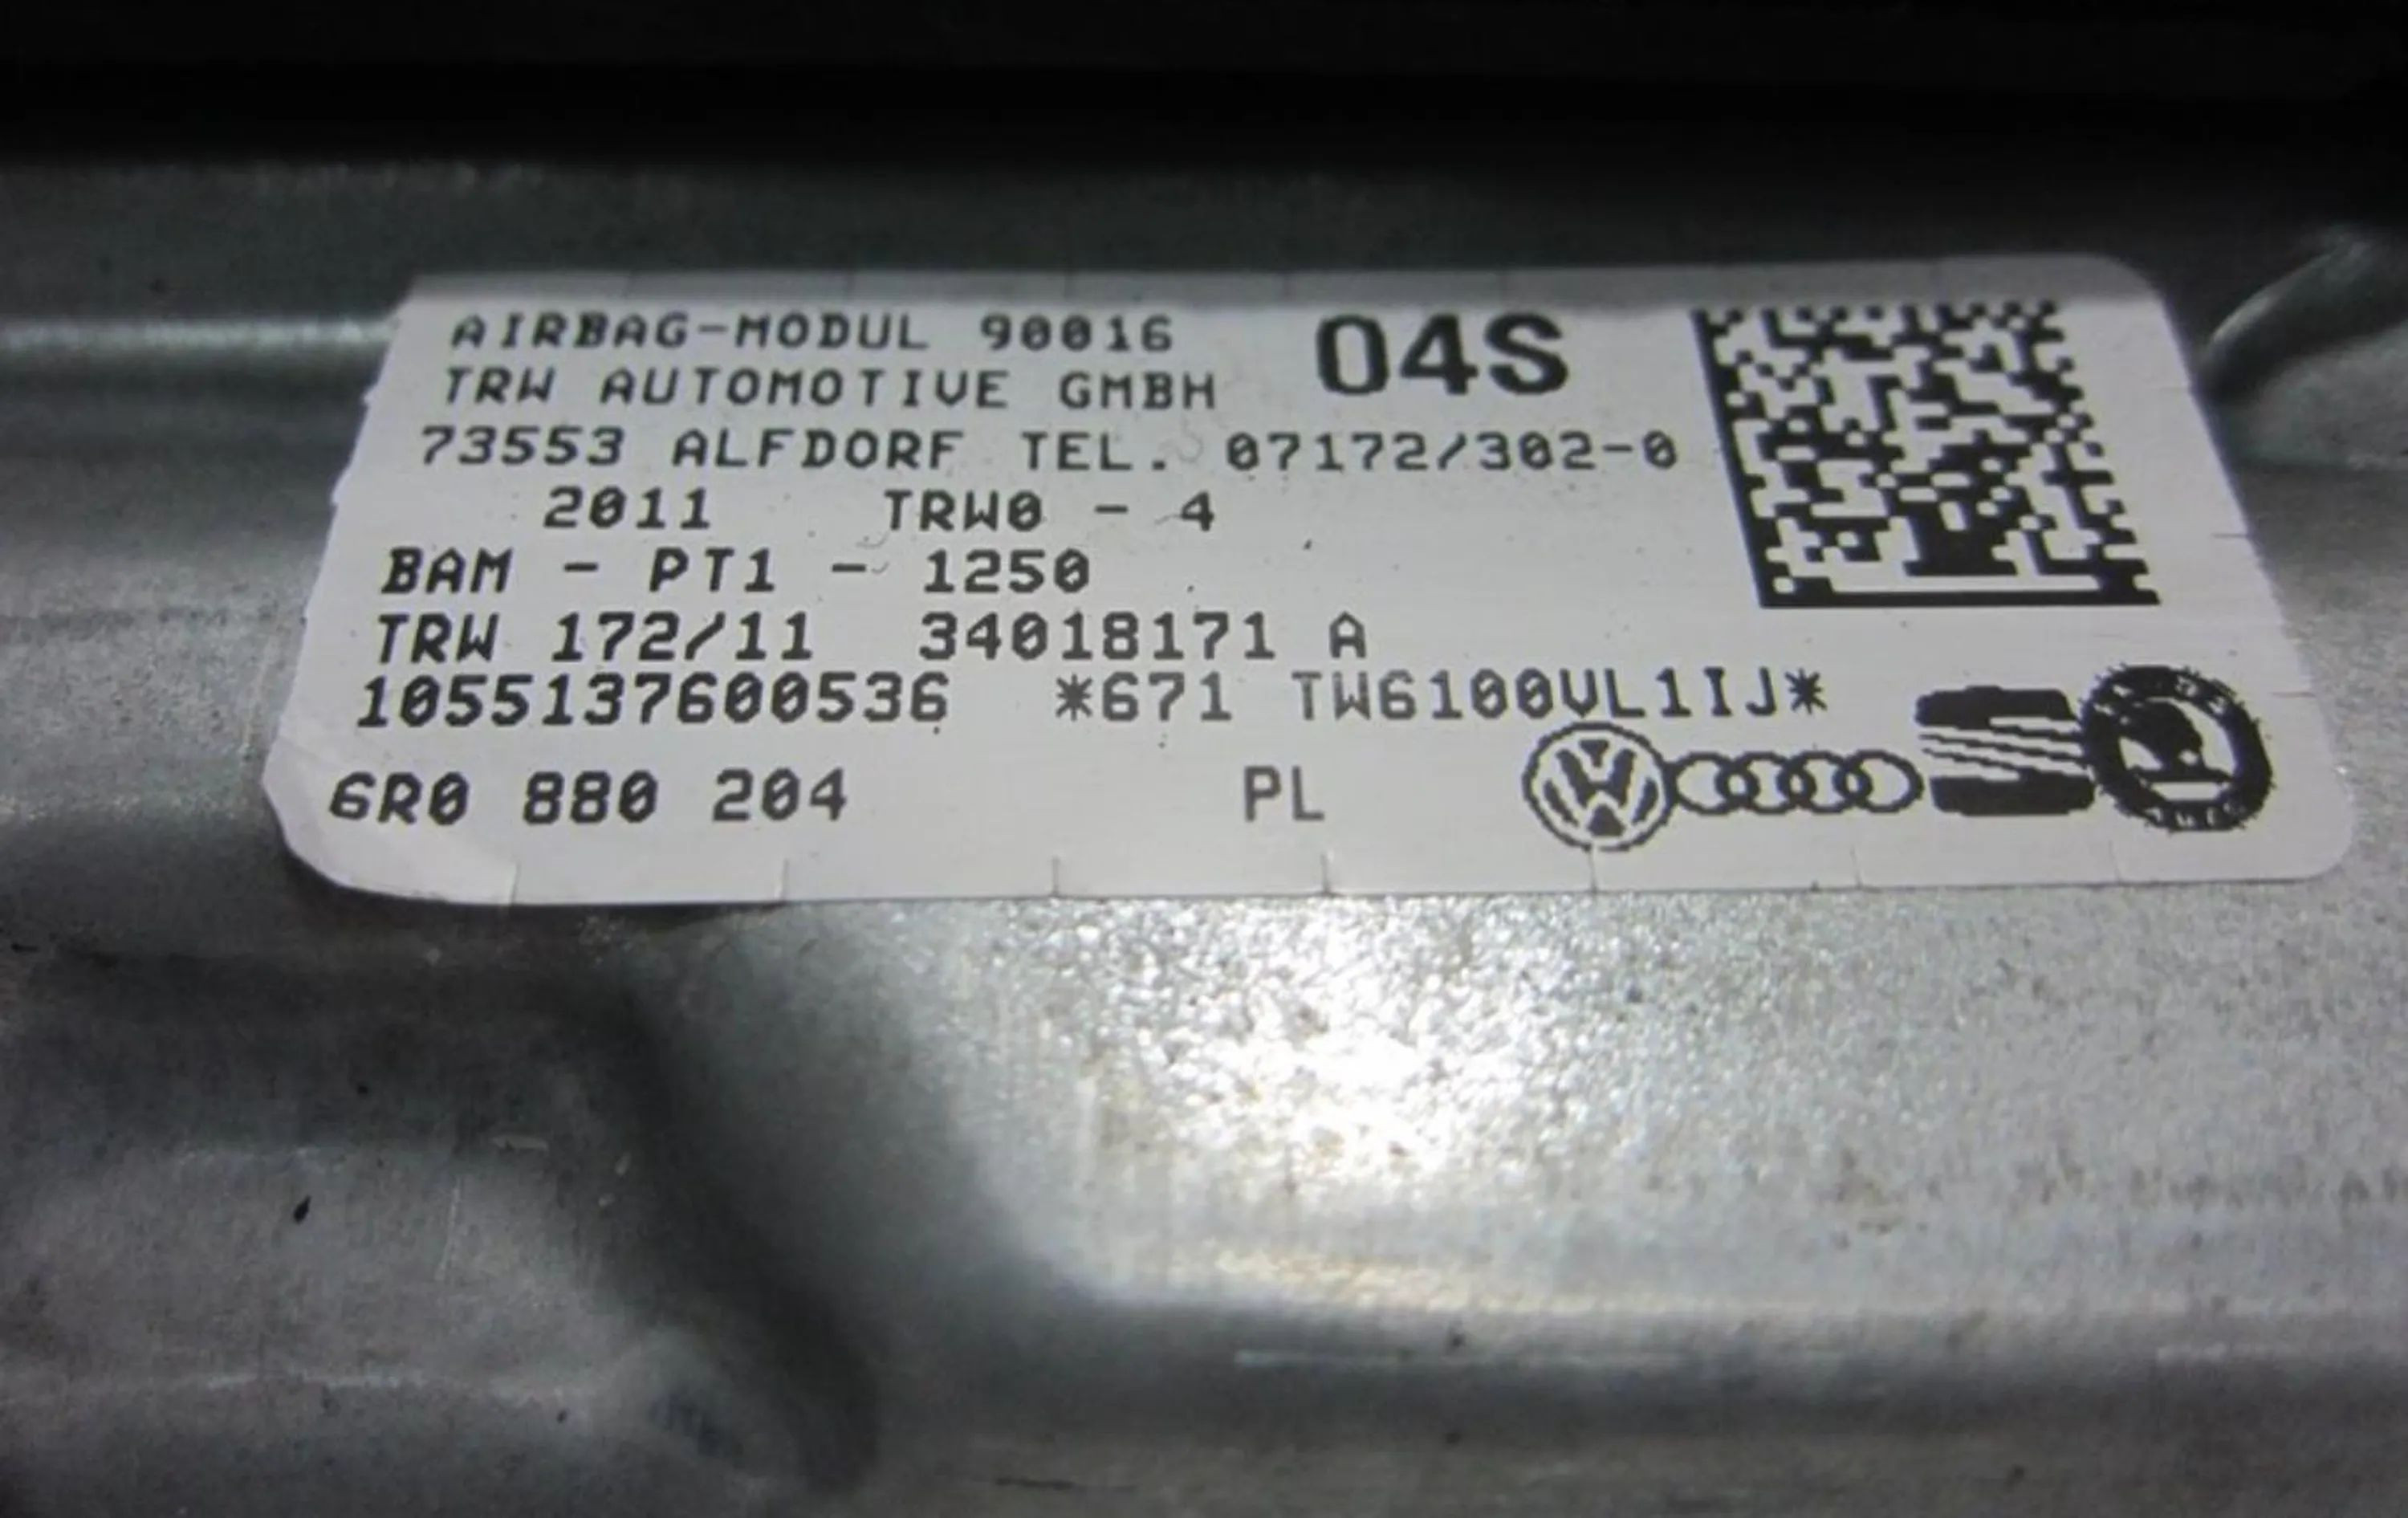 AIRBAG-MODUL 90016 04S
TRW AUTOMOTIVE GMBH
73553 ALFDORF TEL. 07172/302-0
2011 TRW0 - 4
BAM - PT1 - 1250
TRW 172/11 34018171 A
1055137600536 *671 TW6100VL1IJ*
6R0 880 204 PL